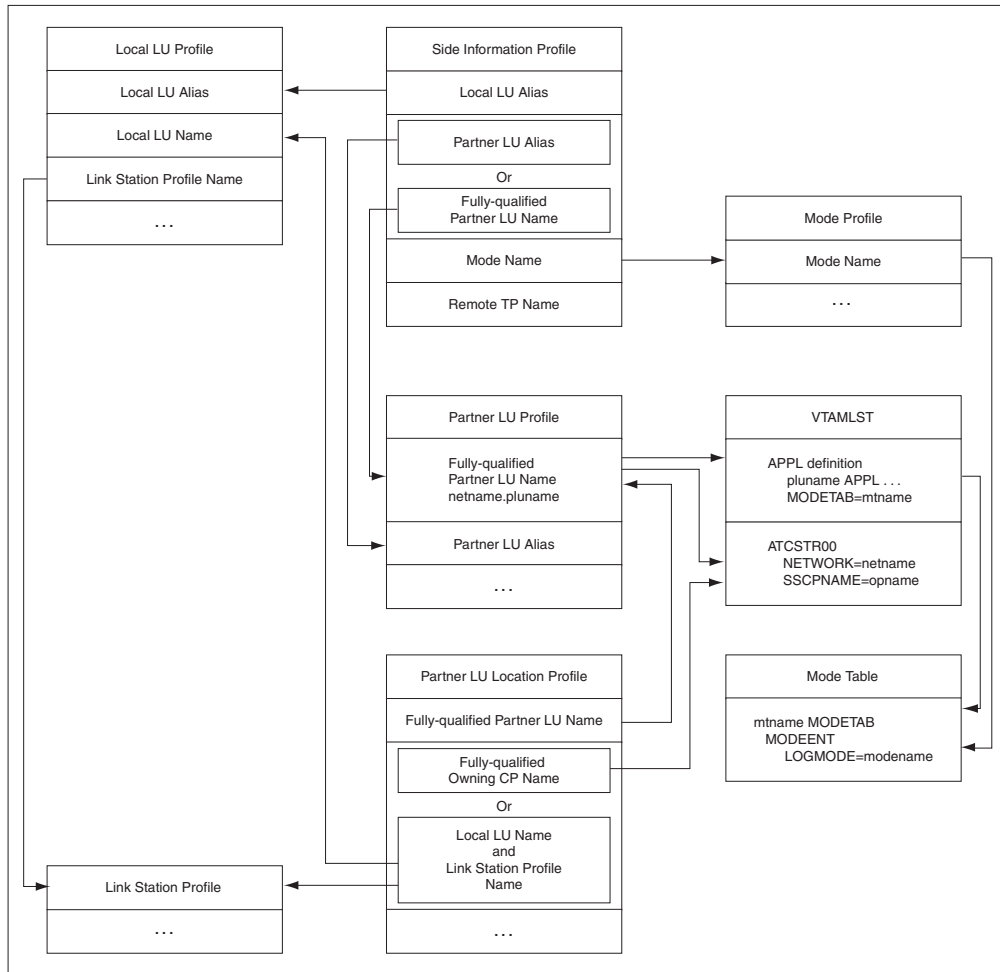 Local LU Profile
Local LU Alias
Local LU Name
Link Station Profile Name
...
Side Information Profile
Local LU Alias
Partner LU Alias
Or
Fully-qualified
Partner LU Name
Mode Name
Remote TP Name
Mode Profile
Mode Name
...
Partner LU Profile
Fully-qualified
Partner LU Name
netname.pluname
Partner LU Alias
...
VTAMLST
APPL definition
pluname APPL . . .
MODETAB=mtname
ATCSTR00
NETWORK=netname
SSCPNAME=opname
Partner LU Location Profile
Fully-qualified Partner LU Name
Fully-qualified
Owning CP Name
Or
Local LU Name
and
Link Station Profile
Name
...
Mode Table
mtname MODETAB
MODEENT
LOGMODE=modename
Link Station Profile
...